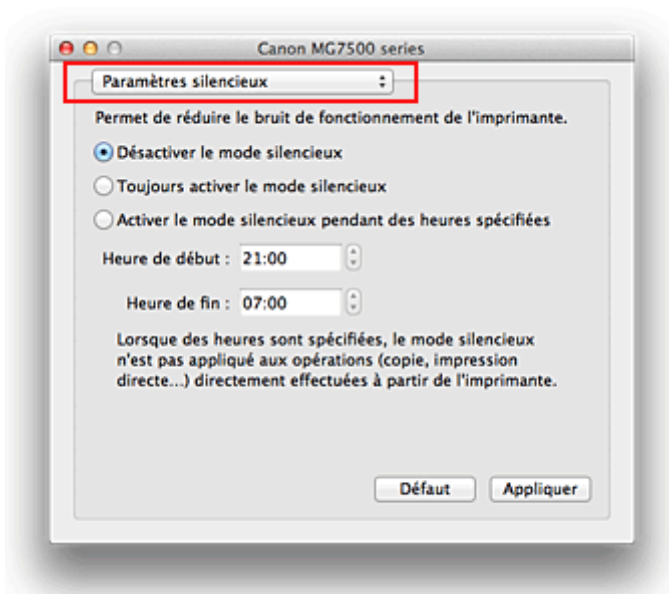 Canon MG7500 series
Paramètres silencieux
Permet de réduire le bruit de fonctionnement de l'imprimante.
Désactiver le mode silencieux
Toujours activer le mode silencieux
Activer le mode silencieux pendant des heures spécifiées
Heure de début : 21:00
Heure de fin : 07:00
Lorsque des heures sont spécifiées, le mode silencieux
n'est pas appliqué aux opérations (copie, impression
directe...) directement effectuées à partir de l'imprimante.
Défaut Appliquer